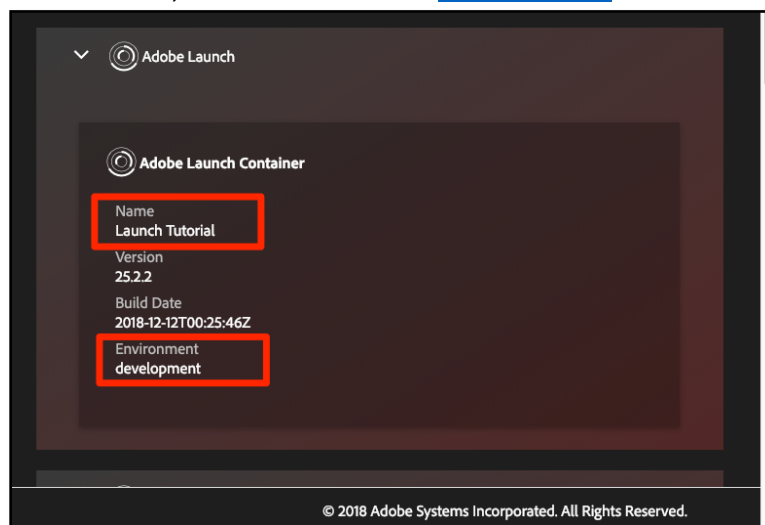 Adobe Launch
Adobe Launch Container
Name
Launch Tutorial
Version
25.2.2
Build Date
2018-12-12T00:25:46Z
Environment
development
© 2018 Adobe Systems Incorporated. All Rights Reserved.